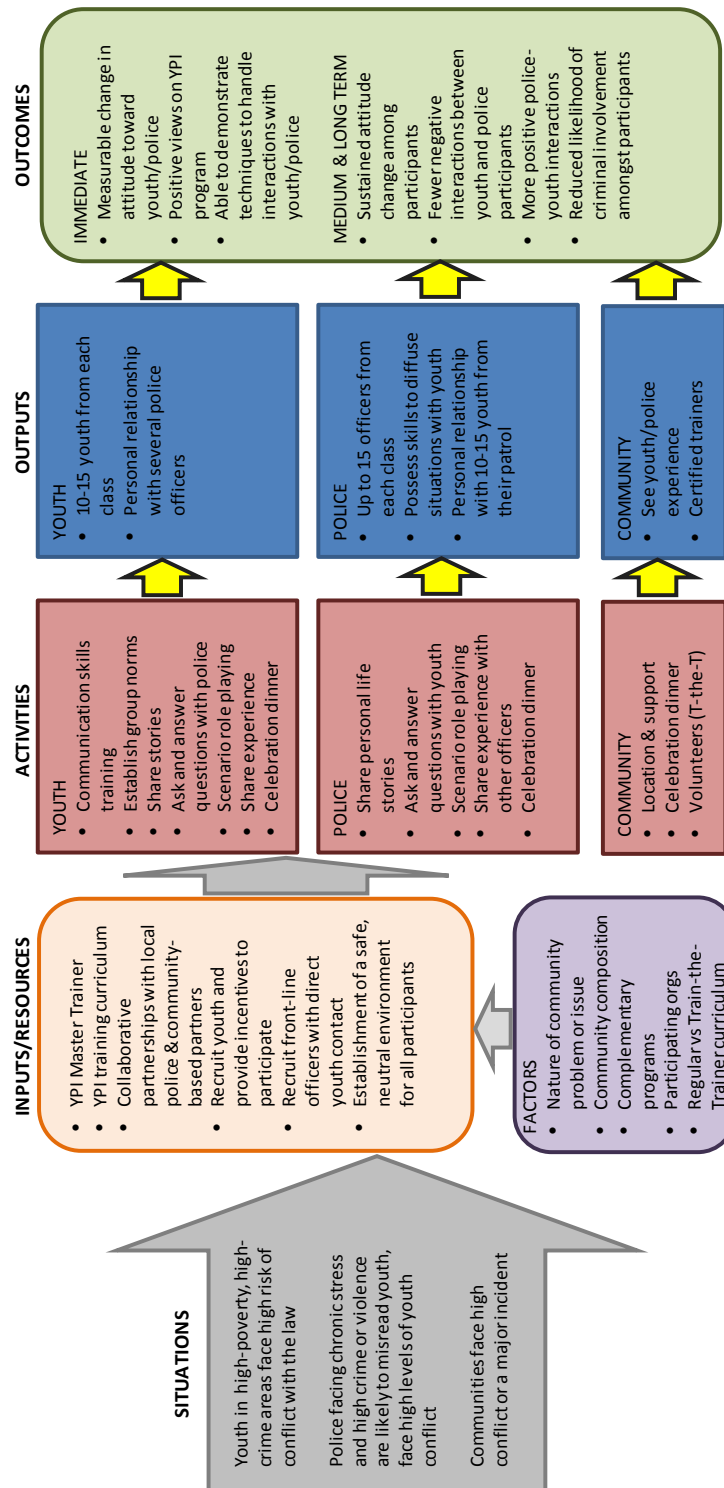 SITUATIONS
Youth in high-poverty, high-
crime areas face high risk of
conflict with the law
Police facing chronic stress
and high crime or violence
are likely to misread youth,
face high levels of youth
conflict
Communities face high
conflict or a major incident
INPUTS/RESOURCES
• YPI Master Trainer
• YPI training curriculum
• Collaborative
partnerships with local
police & community-
based partners
• Recruit youth and
provide incentives to
participate
• Recruit front-line
officers with direct
youth contact
• Establishment of a safe,
neutral environment
for all participants
FACTORS
• Nature of community
problem or issue
• Community composition
• Complementary
programs
• Participating orgs
• Regular vs Train-the-
Trainer curriculum
ACTIVITIES
YOUTH
• Communication skills
training
• Establish group norms
• Share stories
• Ask and answer
questions with police
• Scenario role playing
• Share experience
• Celebration dinner
POLICE
• Share personal life
stories
• Ask and answer
questions with youth
• Scenario role playing
• Share experience with
other officers
• Celebration dinner
COMMUNITY
• Location & support
• Celebration dinner
• Volunteers (T-the-T)
OUTPUTS
YOUTH
• 10-15 youth from each
class
• Personal relationship
with several police
officers
POLICE
• Up to 15 officers from
each class
• Possess skills to diffuse
situations with youth
• Personal relationship
with 10-15 youth from
their patrol
COMMUNITY
• See youth/police
experience
• Certified trainers
OUTCOMES
IMMEDIATE
• Measurable change in
attitude toward
youth/police
• Positive views on YPI
program
• Able to demonstrate
techniques to handle
interactions with
youth/police
MEDIUM & LONG TERM
• Sustained attitude
change among
participants
• Fewer negative
interactions between
youth and police
participants
• More positive police-
youth interactions
• Reduced likelihood of
criminal involvement
amongst participants